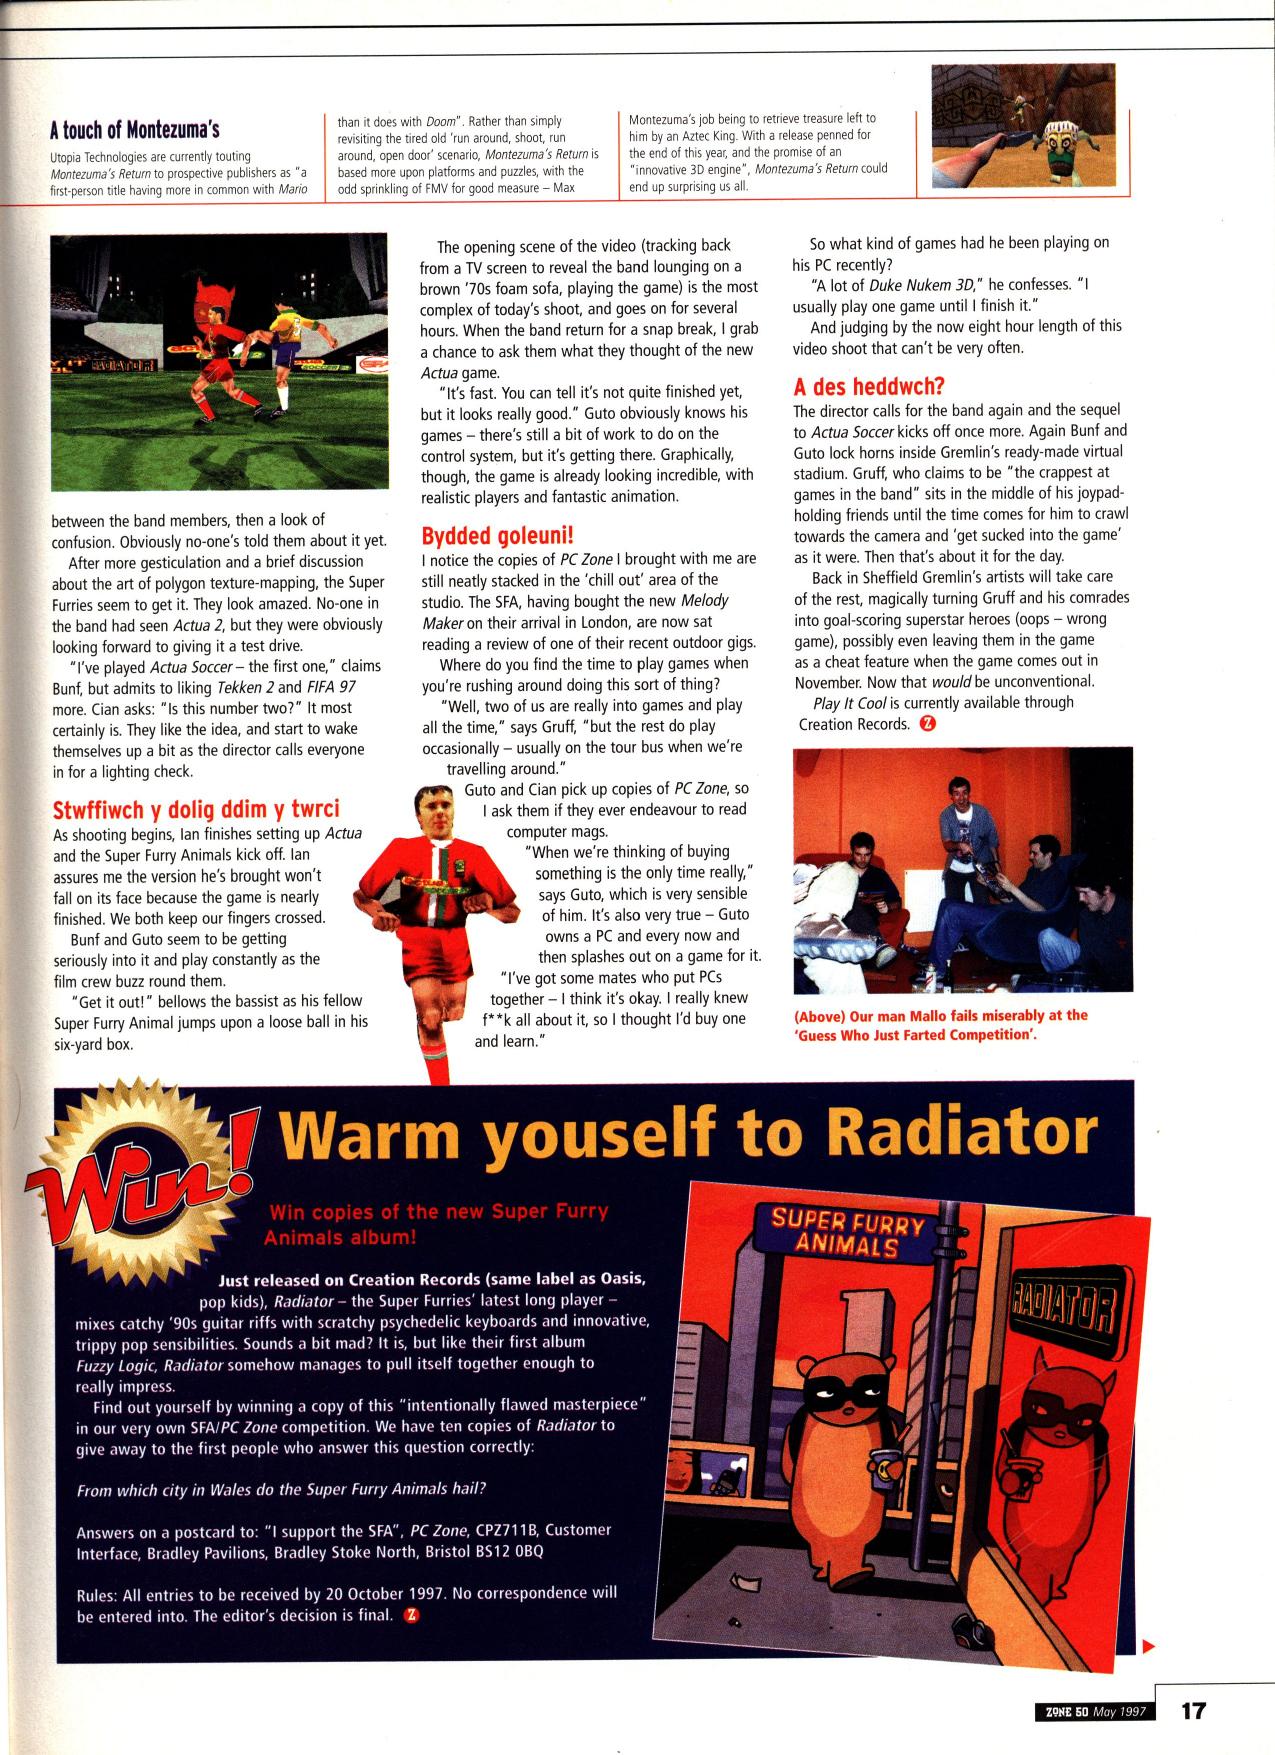 A touch of Montezuma's
Utopia Technologies are currently touting
Montezuma's Return to prospective publishers as "a
first-person title having more in common with Mario
than it does with Doom". Rather than simply
revisiting the tired old 'run around, shoot, run
around, open door' scenario, Montezuma's Return is
based more upon platforms and puzzles, with the
odd sprinkling of FMV for good measure – Max
Montezuma's job being to retrieve treasure left to
him by an Aztec King. With a release penned for
the end of this year, and the promise of an
"innovative 3D engine", Montezuma's Return could
end up surprising us all.
RADIATOR
between the band members, then a look of
confusion. Obviously no-one's told them about it yet.
After more gesticulation and a brief discussion
about the art of polygon texture-mapping, the Super
Furries seem to get it. They look amazed. No-one in
the band had seen Actua 2, but they were obviously
looking forward to giving it a test drive.
"I've played Actua Soccer – the first one," claims
Bunf, but admits to liking Tekken 2 and FIFA 97
more. Cian asks: "Is this number two?" It most
certainly is. They like the idea, and start to wake
themselves up a bit as the director calls everyone
in for a lighting check.
Stwffiwch y dolig ddim y twrci
As shooting begins, Ian finishes setting up Actua
and the Super Furry Animals kick off. Ian
assures me the version he's brought won't
fall on its face because the game is nearly
finished. We both keep our fingers crossed.
Bunf and Guto seem to be getting
seriously into it and play constantly as the
film crew buzz round them.
"Get it out!" bellows the bassist as his fellow
Super Furry Animal jumps upon a loose ball in his
six-yard box.
The opening scene of the video (tracking back
from a TV screen to reveal the band lounging on a
brown '70s foam sofa, playing the game) is the most
complex of today's shoot, and goes on for several
hours. When the band return for a snap break, I grab
a chance to ask them what they thought of the new
Actua game.
"It's fast. You can tell it's not quite finished yet,
but it looks really good." Guto obviously knows his
games – there's still a bit of work to do on the
control system, but it's getting there. Graphically,
though, the game is already looking incredible, with
realistic players and fantastic animation.
Bydded goleuni!
I notice the copies of PC Zone I brought with me are
still neatly stacked in the 'chill out' area of the
studio. The SFA, having bought the new Melody
Maker on their arrival in London, are now sat
reading a review of one of their recent outdoor gigs.
Where do you find the time to play games when
you're rushing around doing this sort of thing?
"Well, two of us are really into games and play
all the time," says Gruff, "but the rest do play
occasionally – usually on the tour bus when we're
travelling around."
Guto and Cian pick up copies of PC Zone, so
I ask them if they ever endeavour to read
computer mags.
"When we're thinking of buying
something is the only time really,"
says Guto, which is very sensible
of him. It's also very true – Guto
owns a PC and every now and
then splashes out on a game for it.
"I've got some mates who put PCs
together – I think it's okay. I really knew
f**k all about it, so I thought I'd buy one
and learn."
So what kind of games had he been playing on
his PC recently?
"A lot of Duke Nukem 3D," he confesses. "I
usually play one game until I finish it."
And judging by the now eight hour length of this
video shoot that can't be very often.
A des heddwch?
The director calls for the band again and the sequel
to Actua Soccer kicks off once more. Again Bunf and
Guto lock horns inside Gremlin's ready-made virtual
stadium. Gruff, who claims to be "the crappest at
games in the band" sits in the middle of his joypad-
holding friends until the time comes for him to crawl
towards the camera and 'get sucked into the game'
as it were. Then that's about it for the day.
Back in Sheffield Gremlin's artists will take care
of the rest, magically turning Gruff and his comrades
into goal-scoring superstar heroes (oops – wrong
game), possibly even leaving them in the game
as a cheat feature when the game comes out in
November. Now that would be unconventional.
Play It Cool is currently available through
Creation Records. Z
(Above) Our man Mallo fails miserably at the
'Guess Who Just Farted Competition'.
Win!
Warm youself to Radiator
Win copies of the new Super Furry
Animals album!
Just released on Creation Records (same label as Oasis,
pop kids), Radiator – the Super Furries' latest long player –
mixes catchy '90s guitar riffs with scratchy psychedelic keyboards and innovative,
trippy pop sensibilities. Sounds a bit mad? It is, but like their first album
Fuzzy Logic, Radiator somehow manages to pull itself together enough to
really impress.
Find out yourself by winning a copy of this "intentionally flawed masterpiece"
in our very own SFA/PC Zone competition. We have ten copies of Radiator to
give away to the first people who answer this question correctly:
From which city in Wales do the Super Furry Animals hail?
Answers on a postcard to: "I support the SFA", PC Zone, CPZ711B, Customer
Interface, Bradley Pavilions, Bradley Stoke North, Bristol BS12 0BQ
Rules: All entries to be received by 20 October 1997. No correspondence will
be entered into. The editor's decision is final. Z
SUPER FURRY
ANIMALS
RADIATOR
ZONE 50 May 1997
17